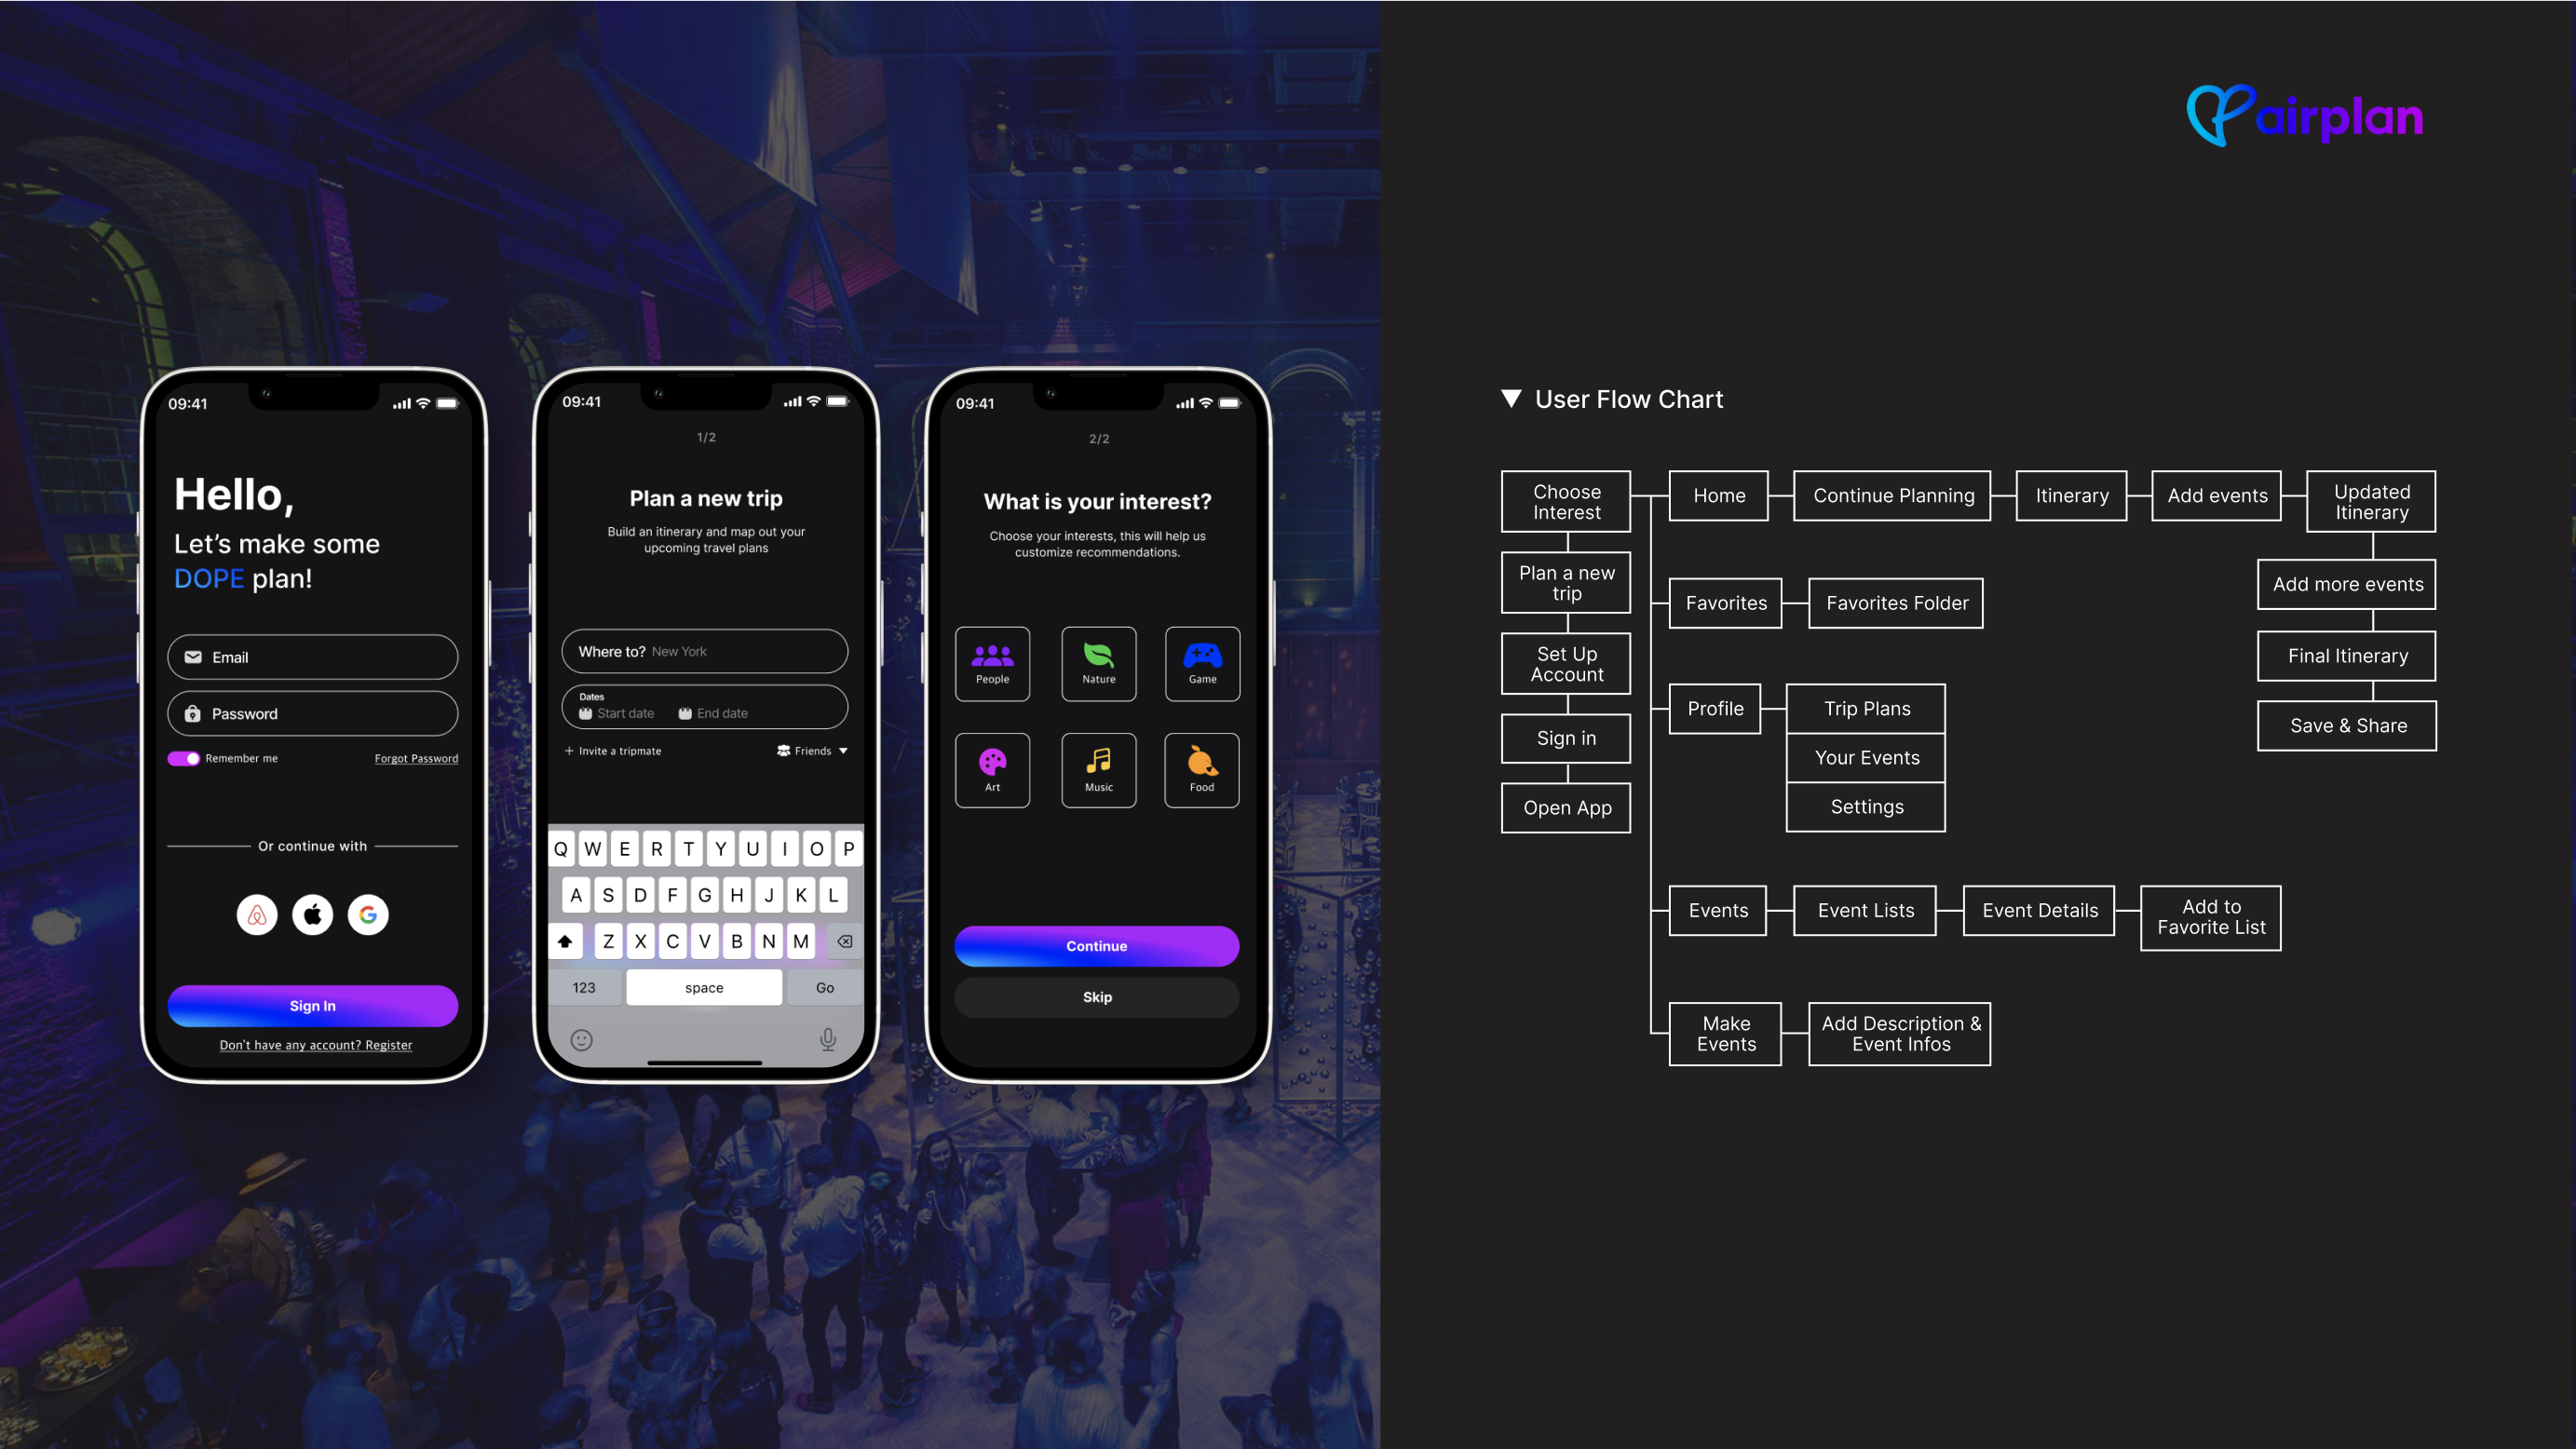 Pairplan
09:41
Hello,
Let's make some
DOPE plan!
Email
Password
Remember me
Forgot Password
Or continue with
Sign In
Don't have any account? Register
09:41
1/2
Plan a new trip
Build an itinerary and map out your
upcoming travel plans
Where to? New York
Dates
Start date End date
+ Invite a tripmate
Friends
Q W E R T Y U I O P
A S D F G H J K L
Z X C V B N M
123 space Go
09:41
2/2
What is your interest?
Choose your interests, this will help us
customize recommendations.
People Nature Game
Art Music Food
Continue
Skip
User Flow Chart
Choose
Interest
Plan a new
trip
Set Up
Account
Sign in
Open App
Home
Continue Planning
Itinerary
Add events
Updated
Itinerary
Add more events
Final Itinerary
Save & Share
Favorites
Favorites Folder
Profile
Trip Plans
Your Events
Settings
Events
Event Lists
Event Details
Add to
Favorite List
Make
Events
Add Description &
Event Infos